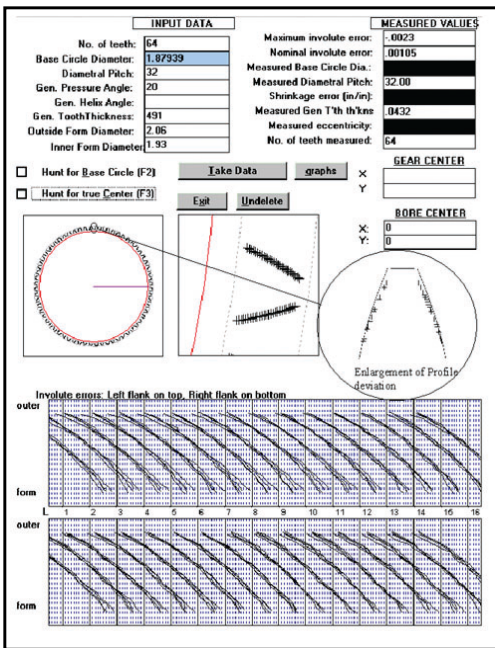 INPUT DATA
No. of teeth: 64
Base Circle Diameter: 1.87939
Diametral Pitch: 32
Gen. Pressure Angle: 20
Gen. Helix Angle:
Gen. ToothThickness: 491
Outside Form Diameter: 2.06
Inner Form Diameter 1.93
MEASURED VALUES
Maximum involute error: -.0023
Nominal involute error: .00105
Measured Base Circle Dia.:
Measured Diametral Pitch: 32.00
Shrinkage error (in/in):
Measured Gen T'th th'kns .0432
Measured eccentricity:
No. of teeth measured: 64
Hunt for Base Circle (F2)
Hunt for true Center (F3)
Take Data
graphs
Exit
Undelete
GEAR CENTER
X
Y
BORE CENTER
X: 0
Y: 0
Enlargement of Profile
deviation
Involute errors: Left flank on top, Right flank on bottom
outer
form
L 1 2 3 4 5 6 7 8 9 10 11 12 13 14 15 16
outer
form